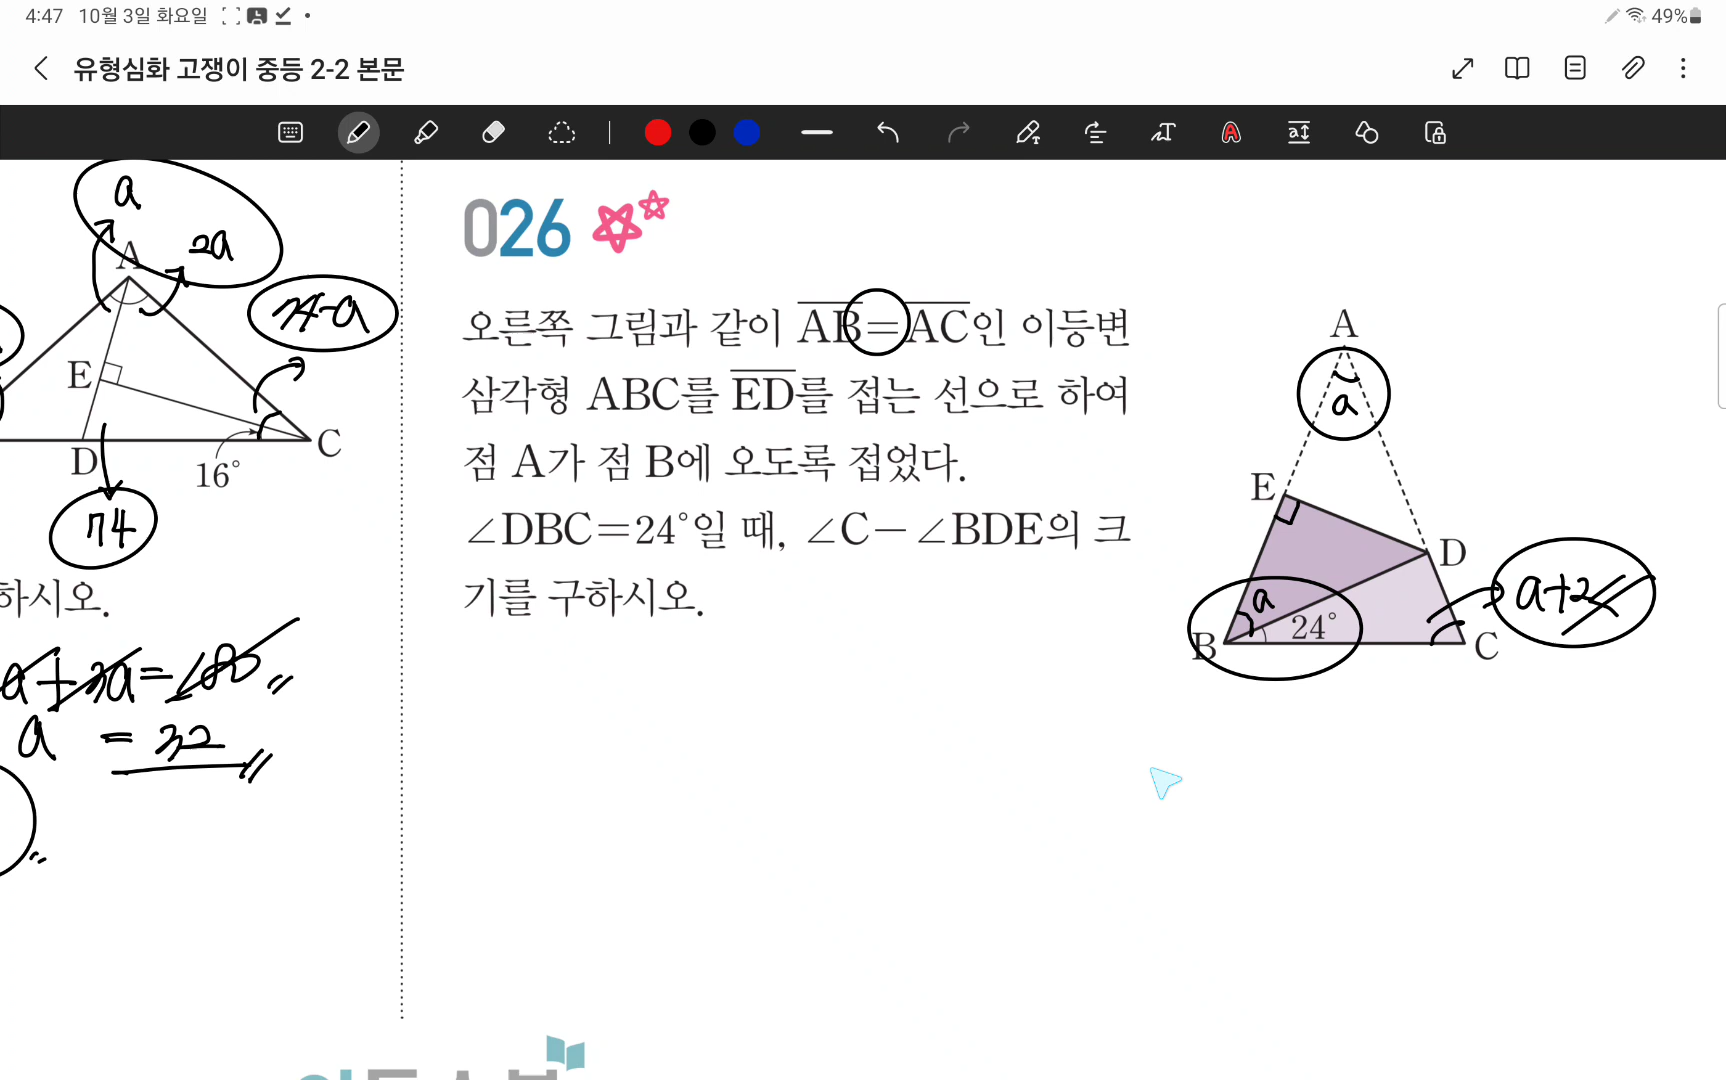 4:47 10월 3일 화요일
49%
유형심화 고쟁이 중등 2-2 본문
a
2a
A
74-a
E
D
16°
C
74
하시오.
a+3a=180
a = 32
026
오른쪽 그림과 같이 AB=AC인 이등변
삼각형 ABC를 ED를 접는 선으로 하여
점 A가 점 B에 오도록 접었다.
∠DBC=24°일 때, ∠C-∠BDE의 크
기를 구하시오.
A
a
E
D
a
24°
B
C